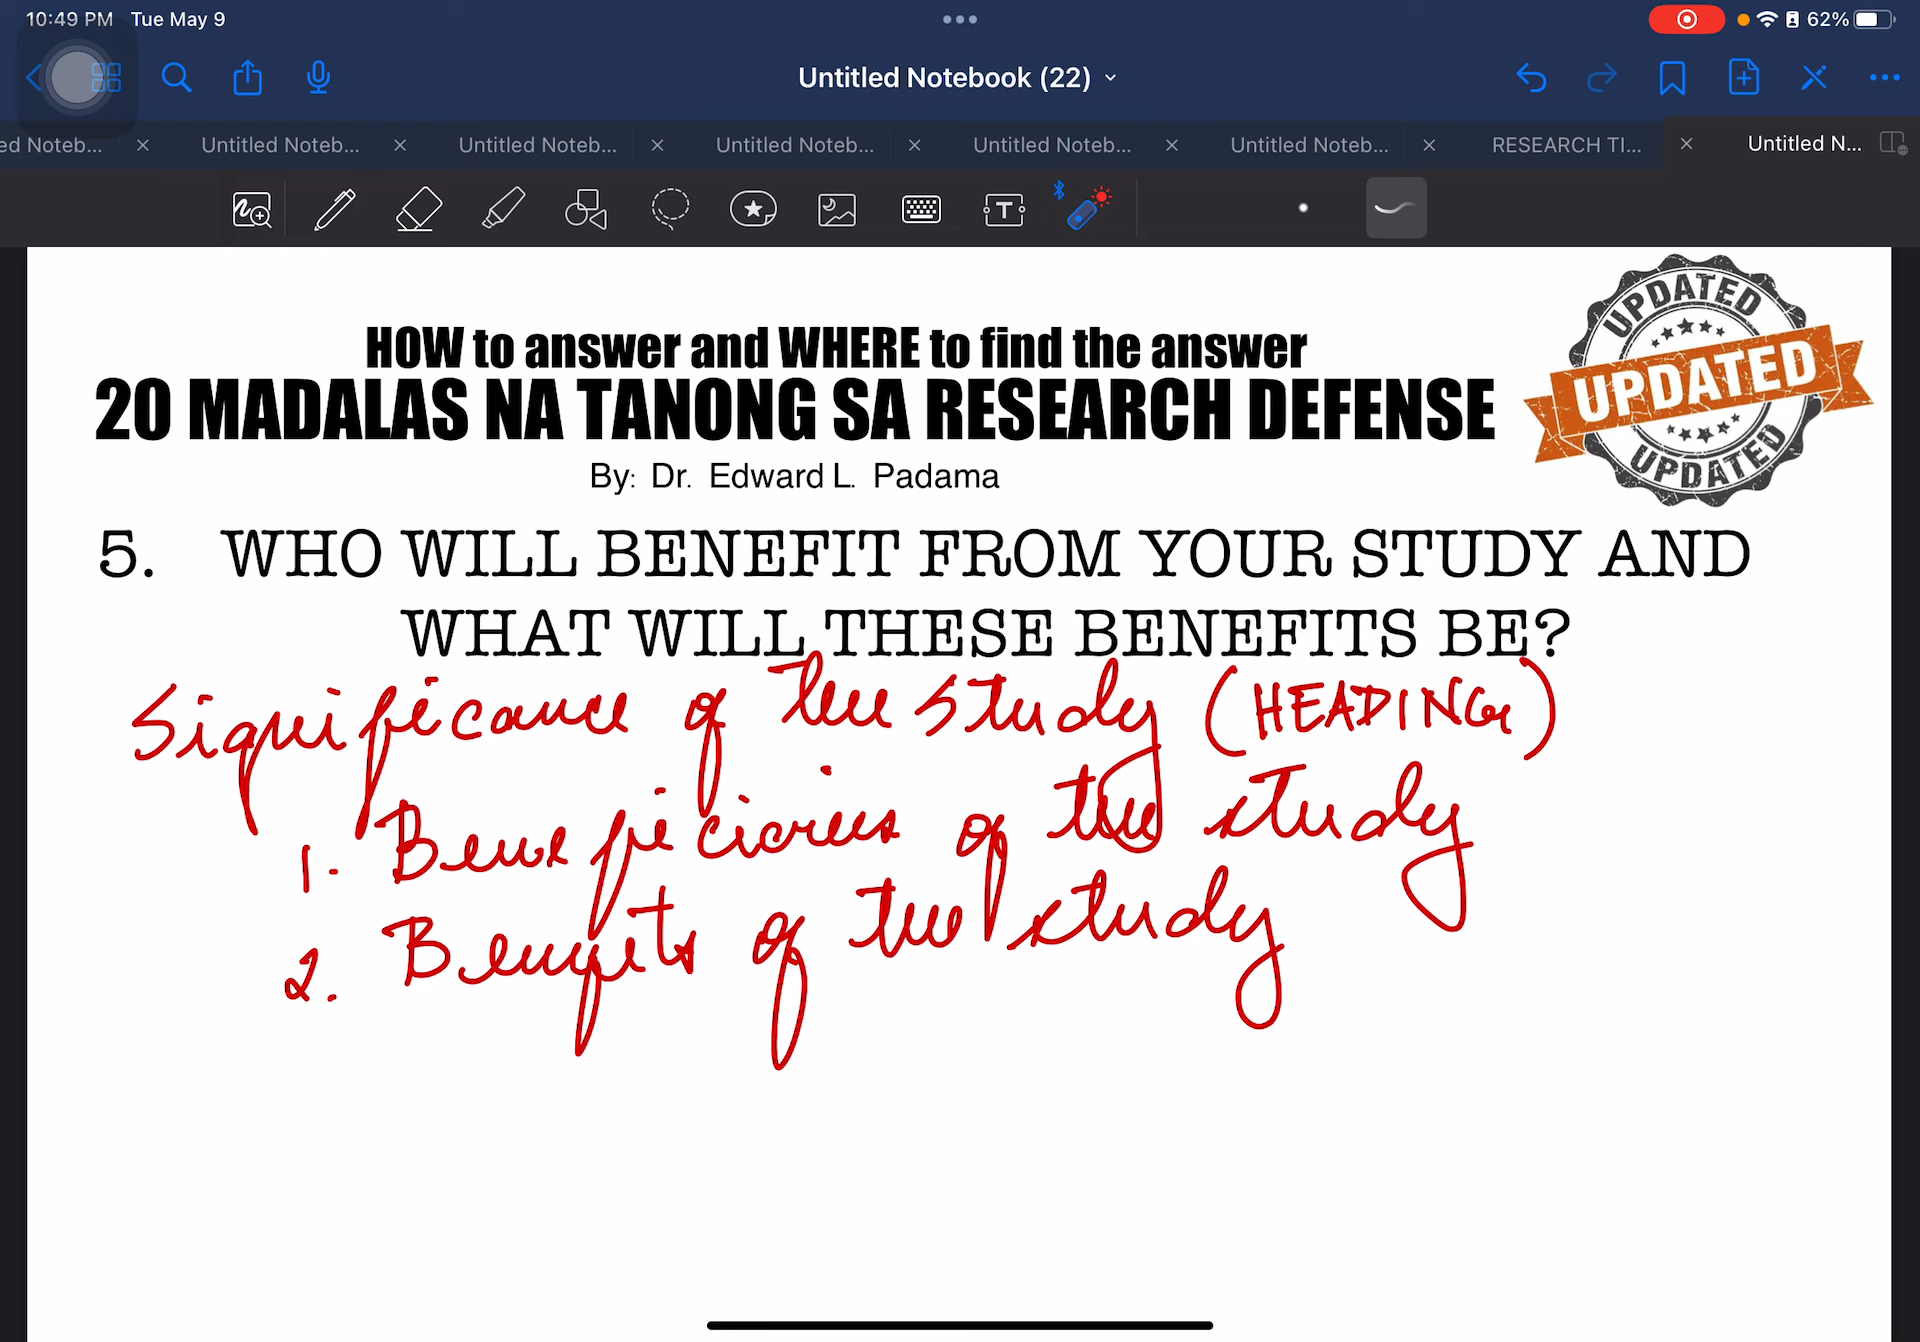 10:49 PM Tue May 9
62%
Untitled Notebook (22)
ed Noteb... Untitled Noteb... Untitled Noteb... Untitled Noteb... Untitled Noteb... Untitled Noteb... RESEARCH TI... Untitled N...
HOW to answer and WHERE to find the answer
20 MADALAS NA TANONG SA RESEARCH DEFENSE
By: Dr. Edward L. Padama
UPDATED
UPDATED
UPDATED
5. WHO WILL BENEFIT FROM YOUR STUDY AND
WHAT WILL THESE BENEFITS BE?
Significance of the study (HEADING)
1. Beneficiaries of the study
2. Benefits of the study